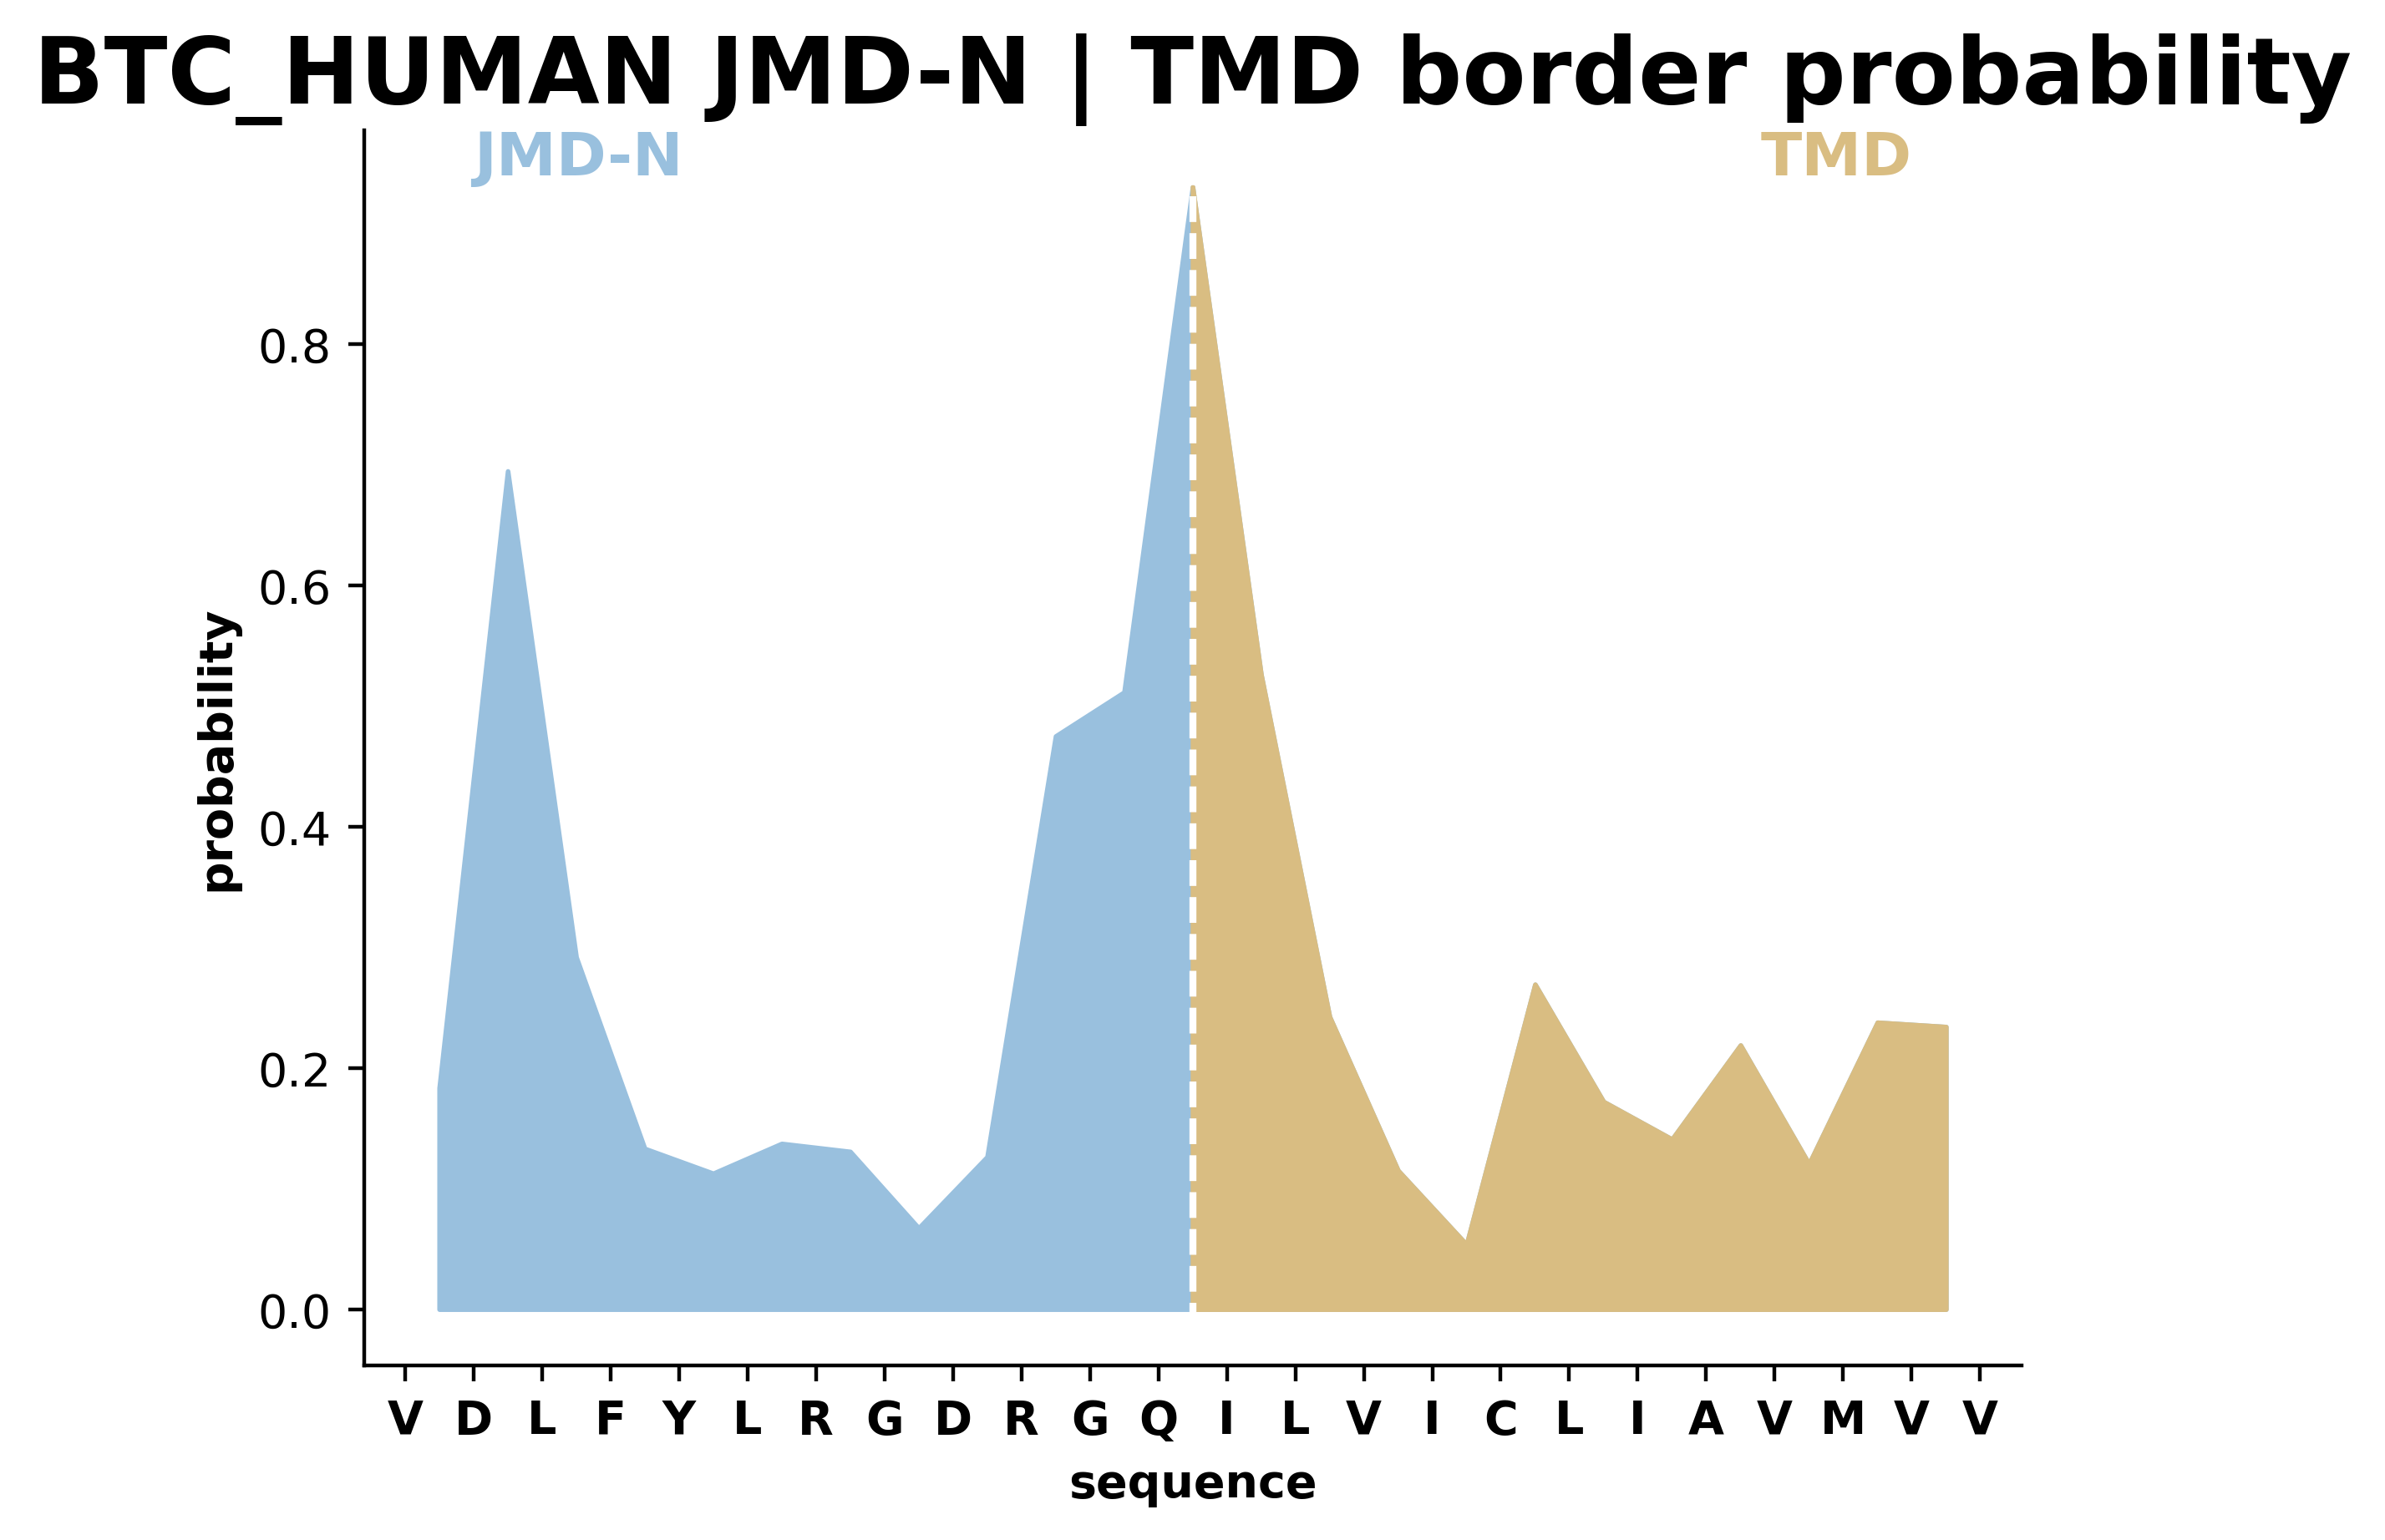 BTC_HUMAN JMD-N | TMD border probability
JMD-N TMD
0.8
0.6
0.4
0.2
0.0
probability
V D L F Y L R G D R G Q I L V I C L I A V M V V
sequence